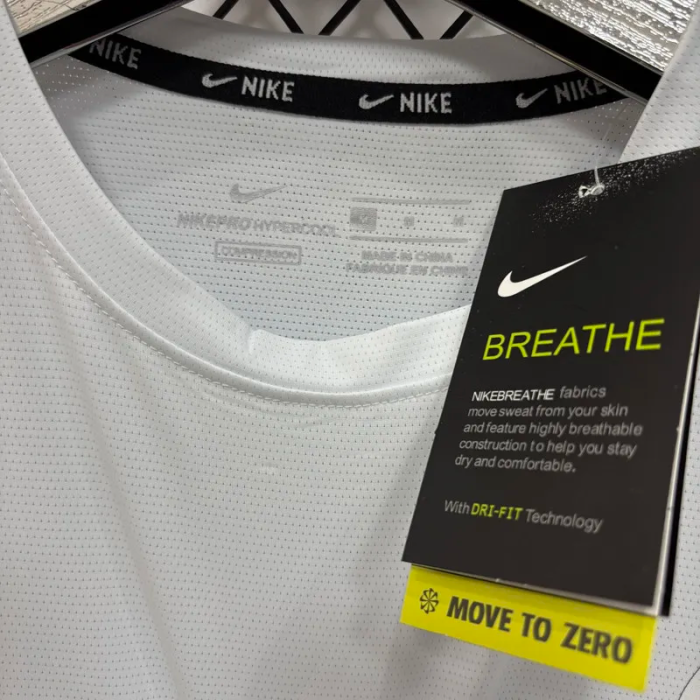 NIKE NIKE NIKE NIKE
NIKE PRO HYPERCOOL
COMPRESSION
MADE IN CHINA
FABRIQUE EN CHINE
BREATHE
NIKEBREATHE fabrics
move sweat from your skin
and feature highly breathable
construction to help you stay
dry and comfortable.
With DRI-FIT Technology
MOVE TO ZERO